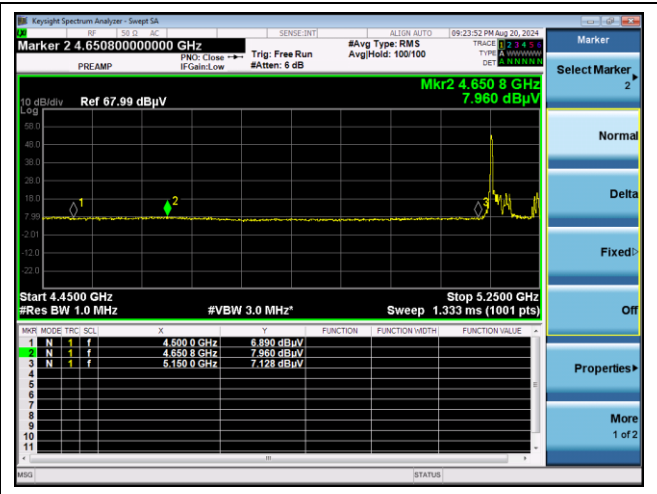 Keysight Spectrum Analyzer - Swept SA
RF 50 Ω AC SENSE:INT ALIGN AUTO 09:23:52 PM Aug 20, 2024
Marker 2 4.650800000000 GHz
PREAMP
PNO: Close
IFGain:Low
Trig: Free Run
#Atten: 6 dB
#Avg Type: RMS
Avg|Hold: 100/100
TRACE 1 2 3 4 5 6
TYPE A WWWWW
DET A N N N N N
Mkr2 4.650 8 GHz
7.960 dBµV
10 dB/div Ref 67.99 dBµV
Log
58.0
48.0
38.0
28.0
18.0
7.99
-2.01
-12.0
-22.0
1
2
3
Start 4.4500 GHz Stop 5.2500 GHz
#Res BW 1.0 MHz #VBW 3.0 MHz* Sweep 1.333 ms (1001 pts)
MKR MODE TRC SCL X Y FUNCTION FUNCTION WIDTH FUNCTION VALUE
1 N 1 f 4.500 0 GHz 6.890 dBµV
2 N 1 f 4.650 8 GHz 7.960 dBµV
3 N 1 f 5.150 0 GHz 7.128 dBµV
4
5
6
7
8
9
10
11
MSG STATUS
Marker
Select Marker
2
Normal
Delta
Fixed
Off
Properties
More
1 of 2